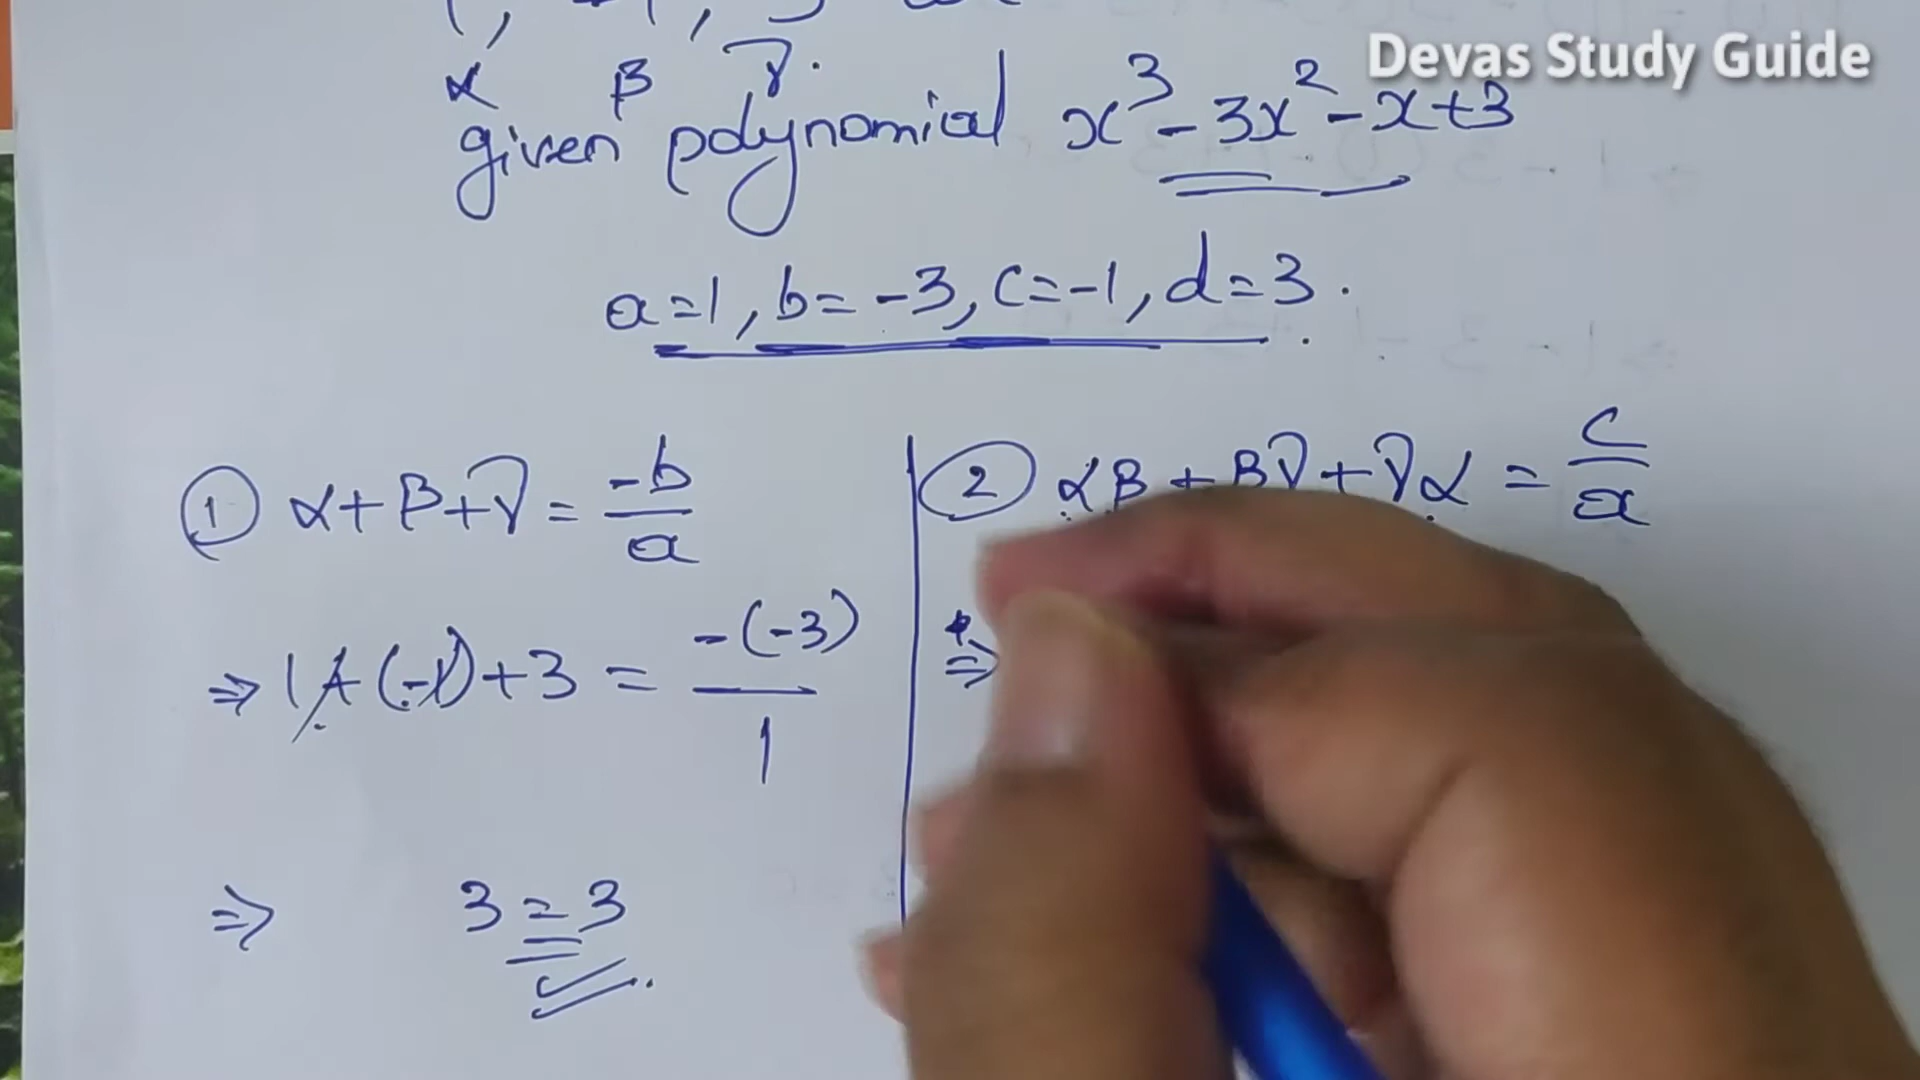 Devas Study Guide
α β γ.
given polynomial x³ - 3x² - x + 3
a=1, b= -3, c= -1, d=3.
① α+β+γ = -b/a
⇒ 1+(-1)+3 = -(-3)/1
⇒ 3=3
② αβ + βγ + γα = c/a
⇒